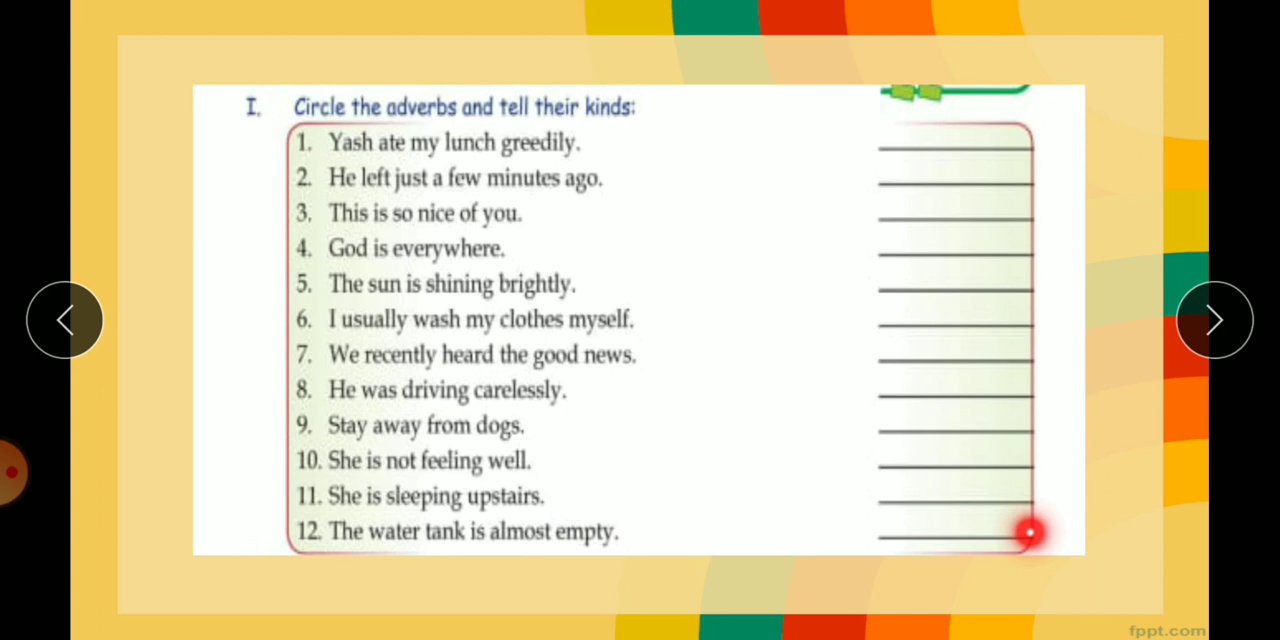 I. Circle the adverbs and tell their kinds:
1. Yash ate my lunch greedily.
2. He left just a few minutes ago.
3. This is so nice of you.
4. God is everywhere.
5. The sun is shining brightly.
6. I usually wash my clothes myself.
7. We recently heard the good news.
8. He was driving carelessly.
9. Stay away from dogs.
10. She is not feeling well.
11. She is sleeping upstairs.
12. The water tank is almost empty.
fppt.com